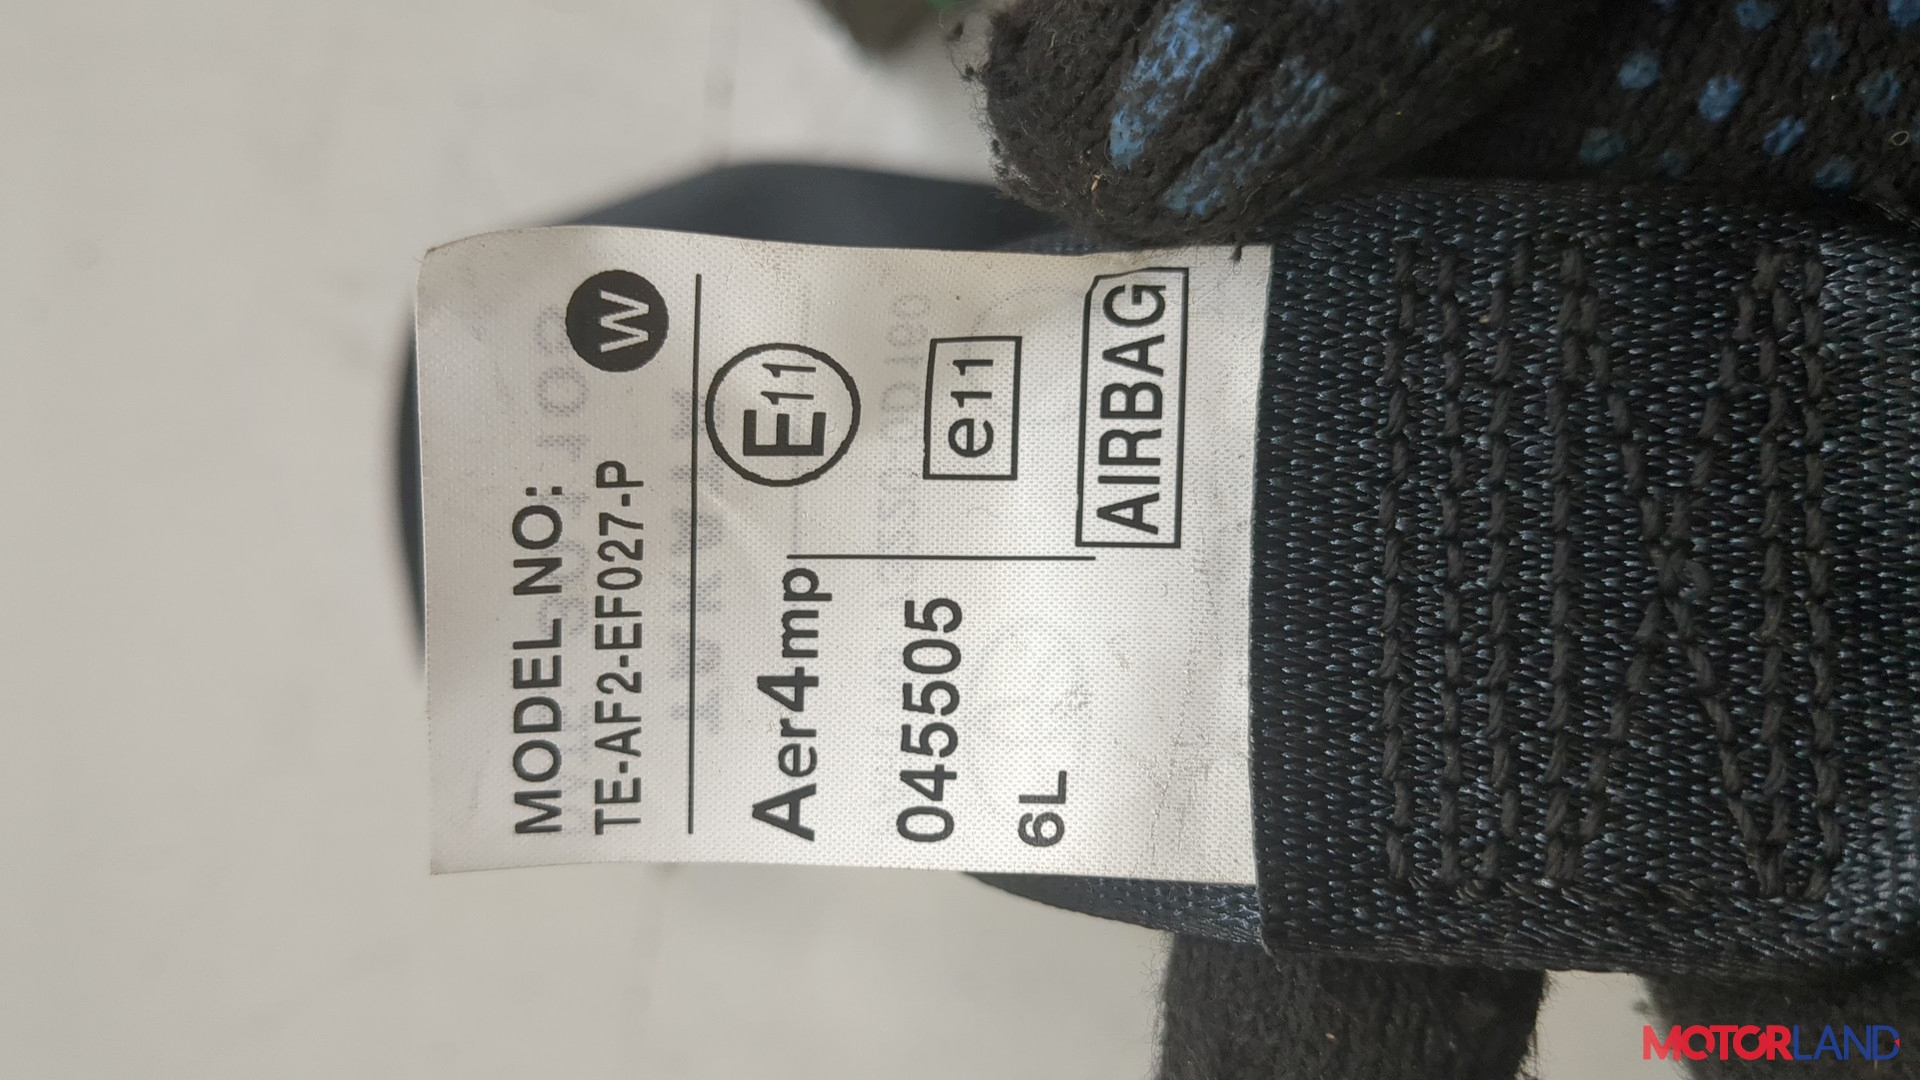 MODEL NO:
TE-AF2-EF027-P
W
Aer4mp
E11
045505
e11
6L
AIRBAG
MOTORLAND